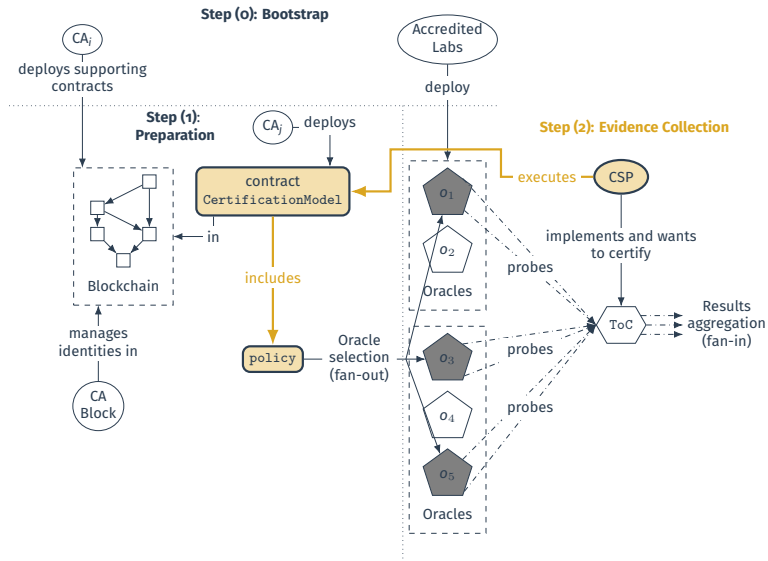 Step (0): Bootstrap
CAi
deploys supporting
contracts
Accredited
Labs
deploy
Step (1):
Preparation
CAj
deploys
Step (2): Evidence Collection
contract
CertificationModel
executes
CSP
in
Blockchain
includes
manages
identities in
CA
Block
policy
Oracle
selection
(fan-out)
o1
o2
Oracles
o3
o4
o5
Oracles
probes
probes
probes
implements and wants
to certify
ToC
Results
aggregation
(fan-in)